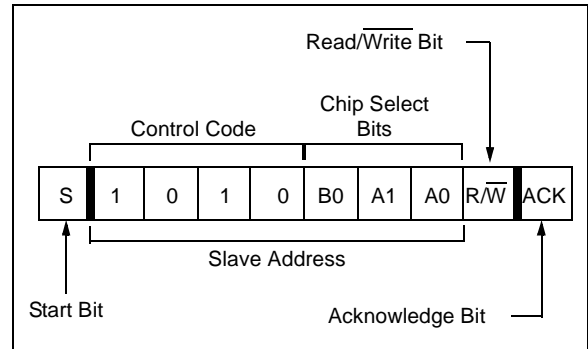 Read/Write Bit
Chip Select
Bits
Control Code
S 1 0 1 0 B0 A1 A0 R/W ACK
Slave Address
Start Bit
Acknowledge Bit